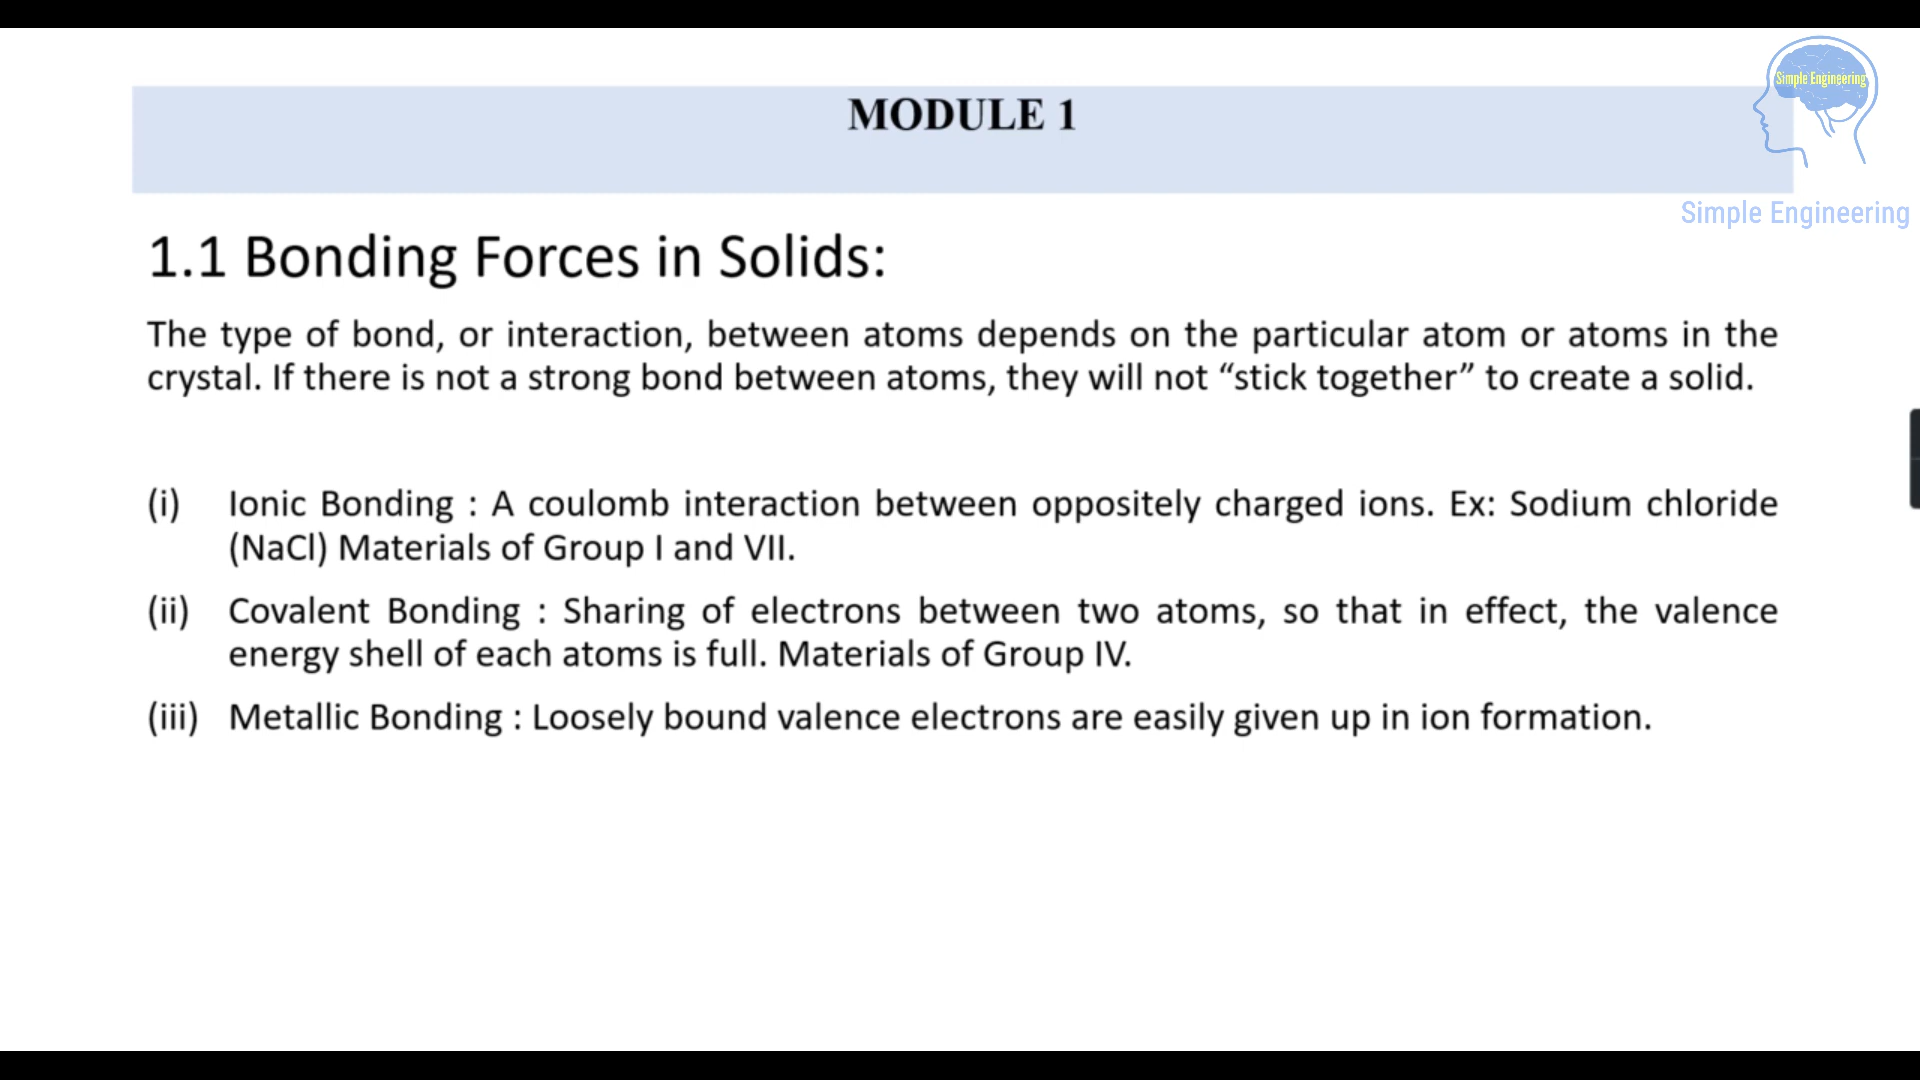 MODULE 1
Simple Engineering
Simple Engineering
1.1 Bonding Forces in Solids:
The type of bond, or interaction, between atoms depends on the particular atom or atoms in the
crystal. If there is not a strong bond between atoms, they will not “stick together” to create a solid.
(i) Ionic Bonding : A coulomb interaction between oppositely charged ions. Ex: Sodium chloride
(NaCl) Materials of Group I and VII.
(ii) Covalent Bonding : Sharing of electrons between two atoms, so that in effect, the valence
energy shell of each atoms is full. Materials of Group IV.
(iii) Metallic Bonding : Loosely bound valence electrons are easily given up in ion formation.